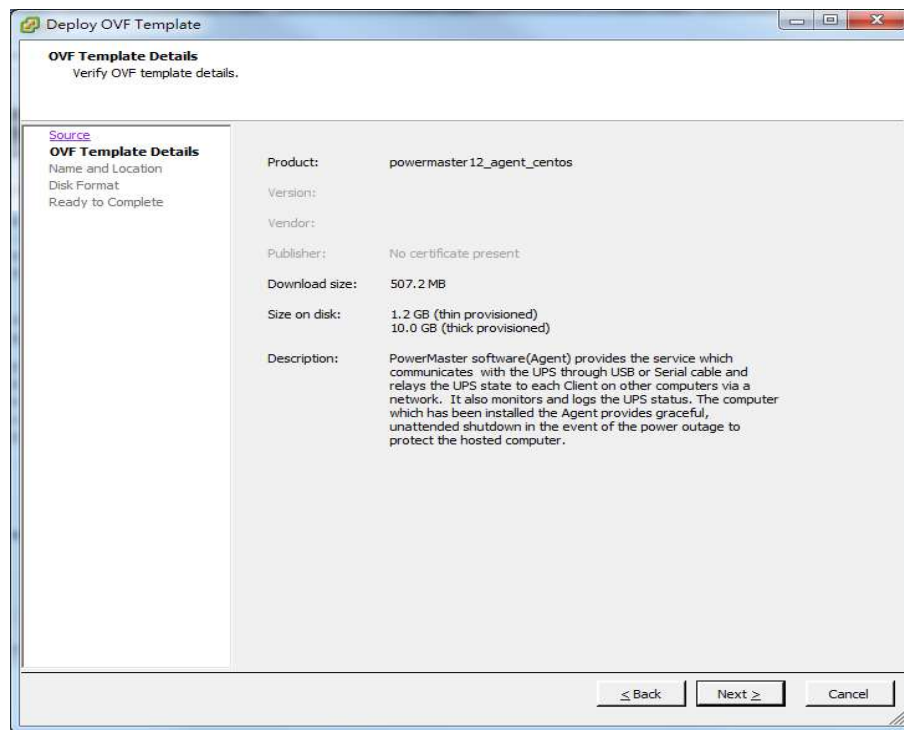 Deploy OVF Template
OVF Template Details
Verify OVF template details.
Source
OVF Template Details
Name and Location
Disk Format
Ready to Complete
Product: powermaster12_agent_centos
Version:
Vendor:
Publisher: No certificate present
Download size: 507.2 MB
Size on disk: 1.2 GB (thin provisioned)
10.0 GB (thick provisioned)
Description: PowerMaster software(Agent) provides the service which
communicates with the UPS through USB or Serial cable and
relays the UPS state to each Client on other computers via a
network. It also monitors and logs the UPS status. The computer
which has been installed the Agent provides graceful,
unattended shutdown in the event of the power outage to
protect the hosted computer.
< Back Next > Cancel